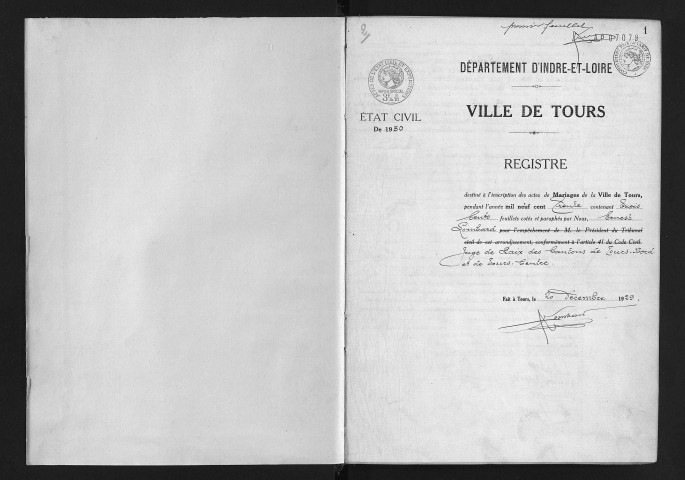 premier feuillet
1
DÉPARTEMENT D'INDRE-ET-LOIRE
ÉTAT CIVIL
De 1930
VILLE DE TOURS
REGISTRE
destiné à l'inscription des actes de Mariages de la Ville de Tours,
pendant l'année mil neuf cent Trente contenant Trois
Cents feuillets cotés et paraphés par Nous, Ernest
Lombard pour l'empêchement de M. le Président du Tribunal
civil de cet arrondissement, conformément à l'article 41 du Code Civil.
Juge de Paix des Cantons de Tours-Nord
et de Tours-Centre.
Fait à Tours, le 20 Décembre 1929.